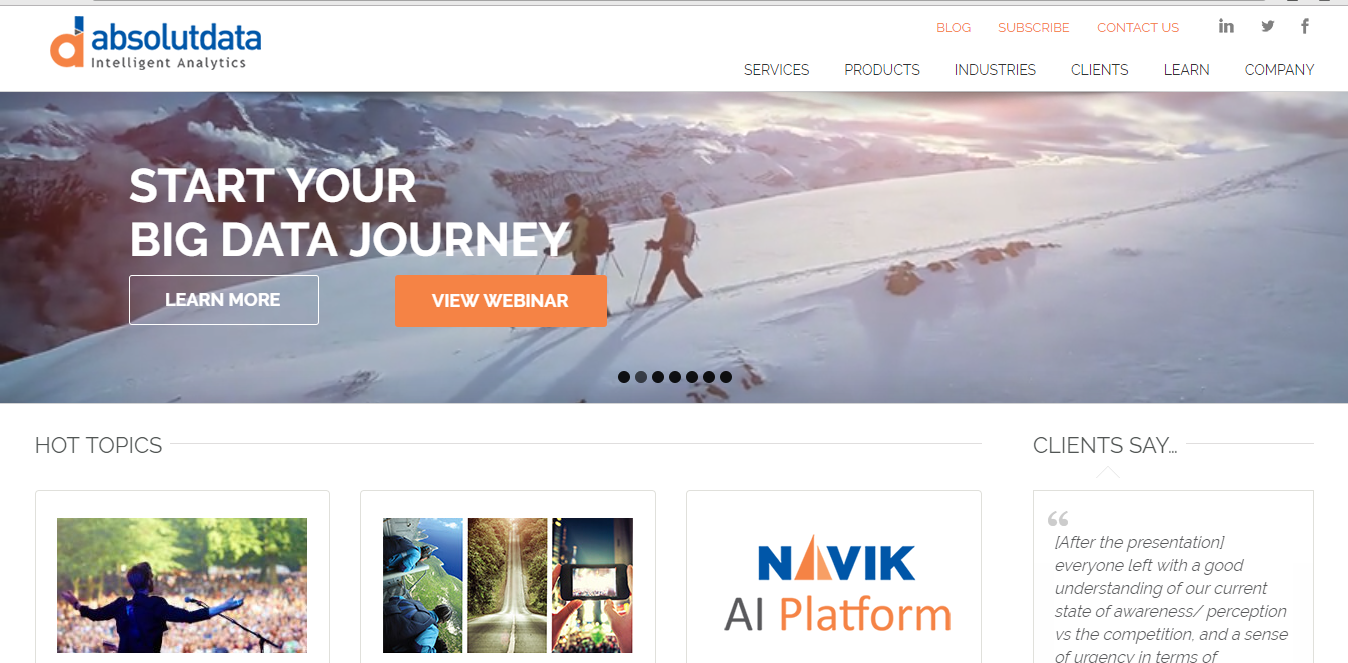 absolutdata
Intelligent Analytics
BLOG SUBSCRIBE CONTACT US
SERVICES PRODUCTS INDUSTRIES CLIENTS LEARN COMPANY
START YOUR
BIG DATA JOURNEY
LEARN MORE VIEW WEBINAR
HOT TOPICS
NAVIK
AI Platform
CLIENTS SAY...
[After the presentation]
everyone left with a good
understanding of our current
state of awareness/ perception
vs the competition, and a sense
of urgency in terms of